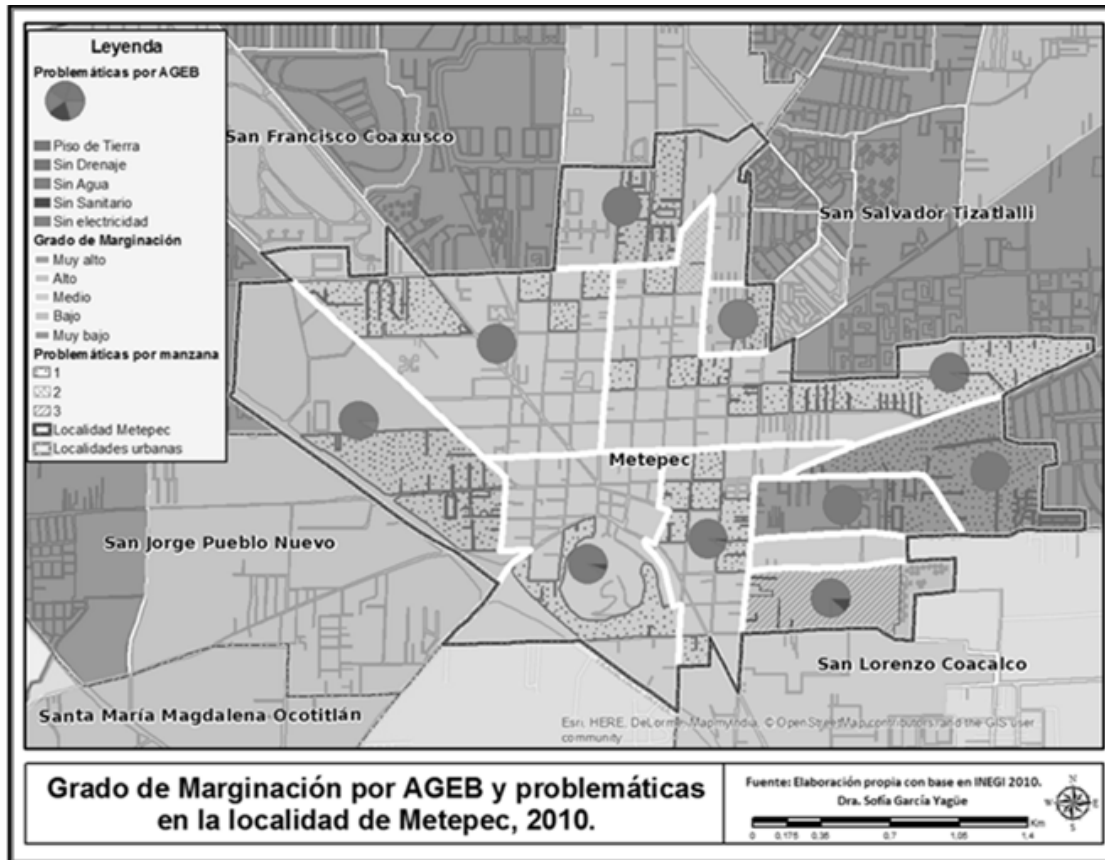 Leyenda
Problemáticas por AGEB
Piso de Tierra
Sin Drenaje
Sin Agua
Sin Sanitario
Sin electricidad
Grado de Marginación
Muy alto
Alto
Medio
Bajo
Muy bajo
Problemáticas por manzana
1
2
3
Localidad Metepec
Localidades urbanas
San Francisco Coaxusco
San Salvador Tizatlalli
Metepec
San Jorge Pueblo Nuevo
San Lorenzo Coacalco
Santa María Magdalena Ocotitlán
Esri, HERE, DeLorme, MapmyIndia, © OpenStreetMap contributors, and the GIS user
community
Grado de Marginación por AGEB y problemáticas
en la localidad de Metepec, 2010.
Fuente: Elaboración propia con base en INEGI 2010.
Dra. Sofía García Yagüe
N
W E
S
Km
0 0,175 0,35 0,7 1,05 1,4